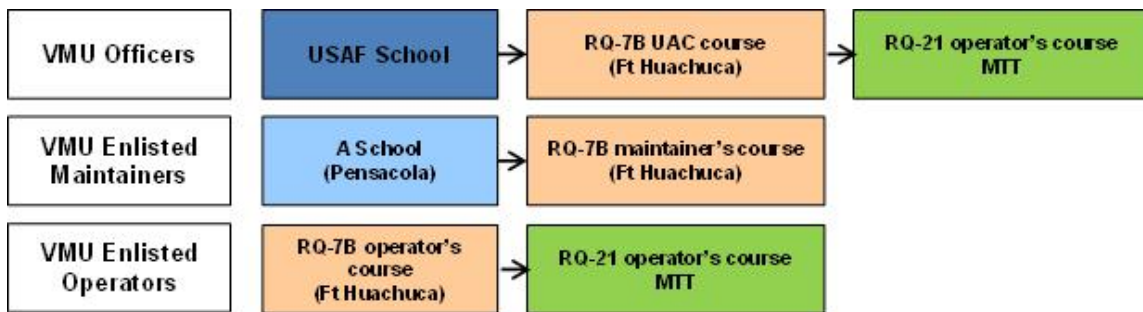 VMU Officers
USAF School
RQ-7B UAC course
(Ft Huachuca)
RQ-21 operator's course
MTT
VMU Enlisted
Maintainers
A School
(Pensacola)
RQ-7B maintainer's course
(Ft Huachuca)
VMU Enlisted
Operators
RQ-7B operator's
course
(Ft Huachuca)
RQ-21 operator's course
MTT